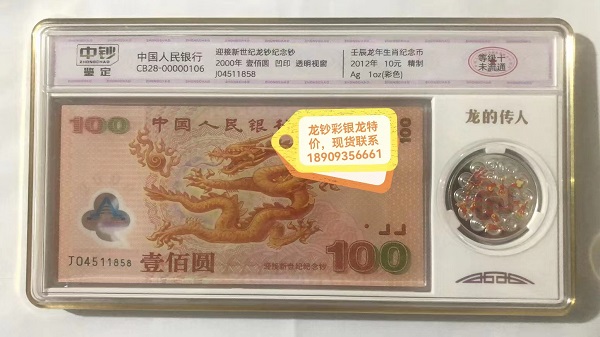 中钞
ZHONGCHAO
鉴定
中国人民银行
CB28-00000106
迎接新世纪龙钞纪念钞
2000年 壹佰圆 凹印 透明视窗
J04511858
壬辰龙年生肖纪念币
2012年 10元 精制
Ag 1oz(彩色)
等级十
未流通
100
中国人民银行
100
龙钞彩银龙特
价，现货联系
18909356661
龙的传人
J04511858
壹佰圆
迎接新世纪纪念钞
100